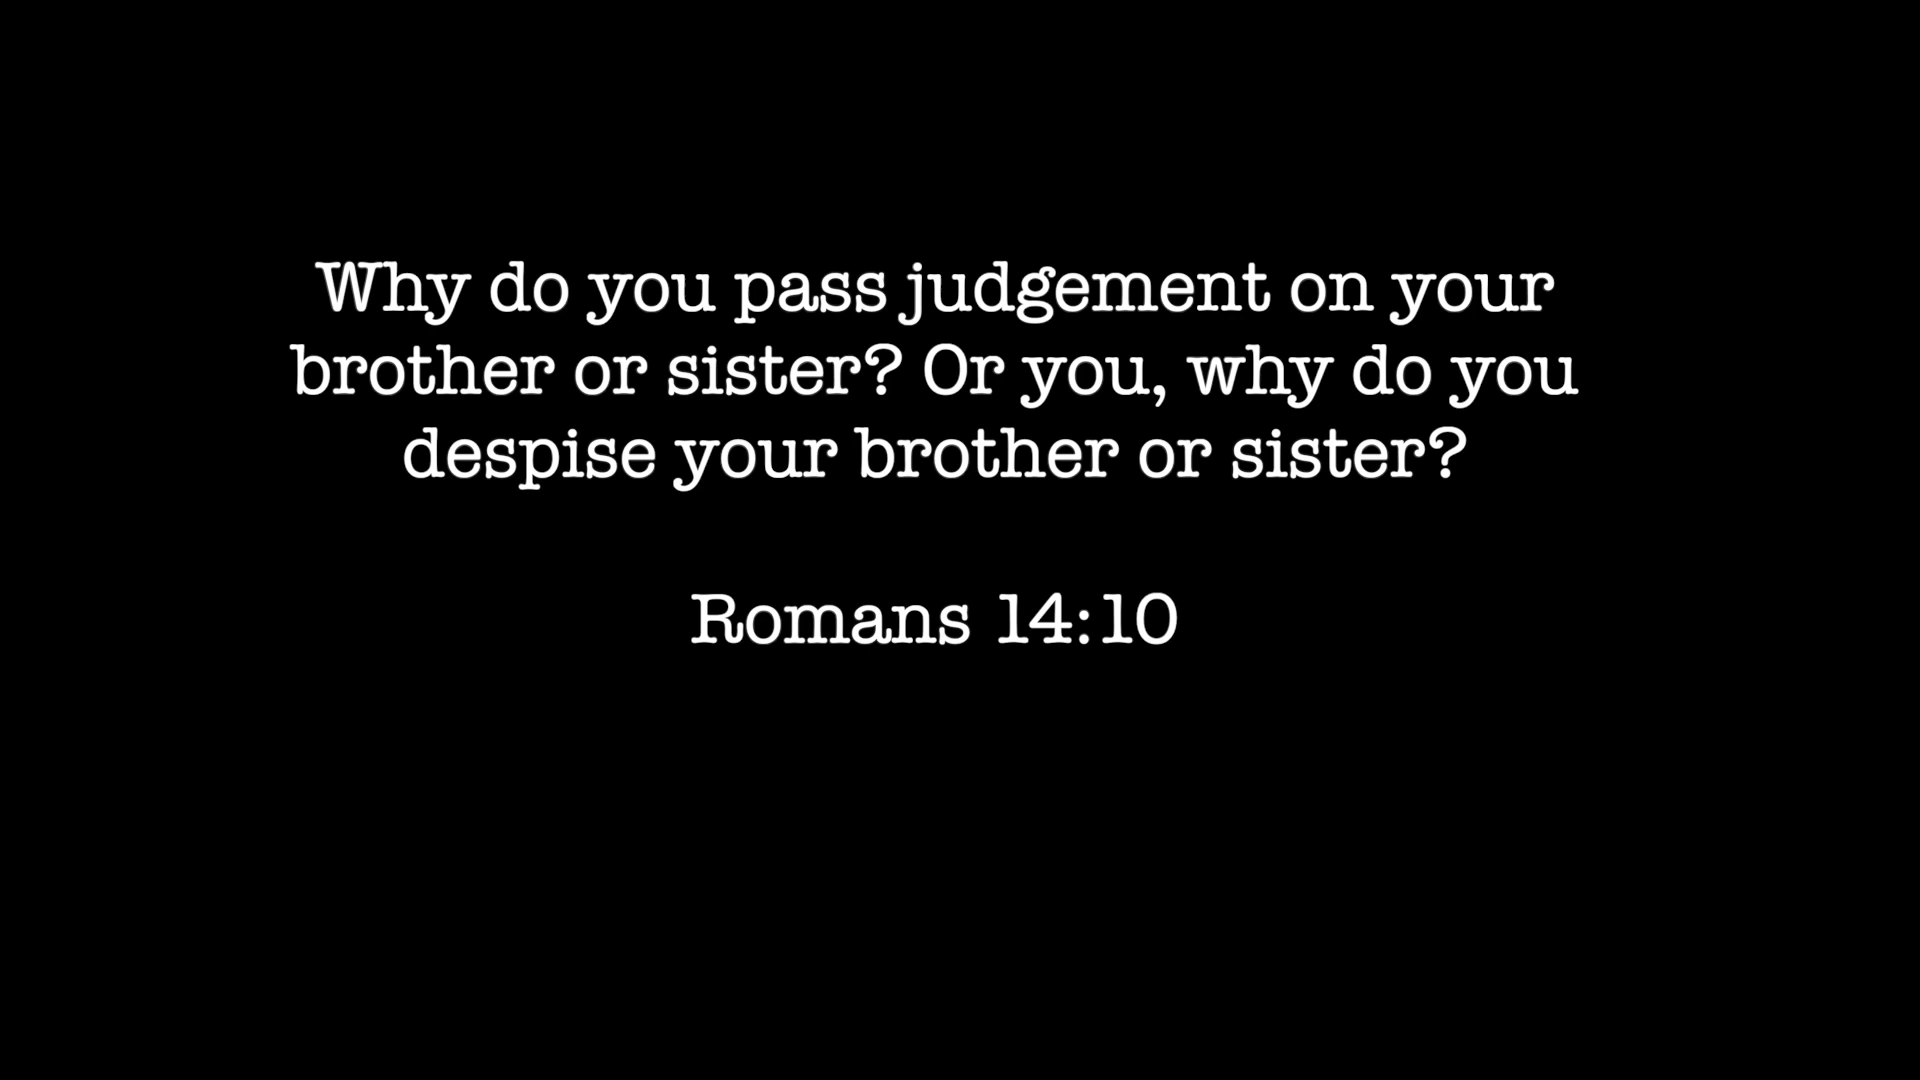 Why do you pass judgement on your
brother or sister? Or you, why do you
despise your brother or sister?
Romans 14:10